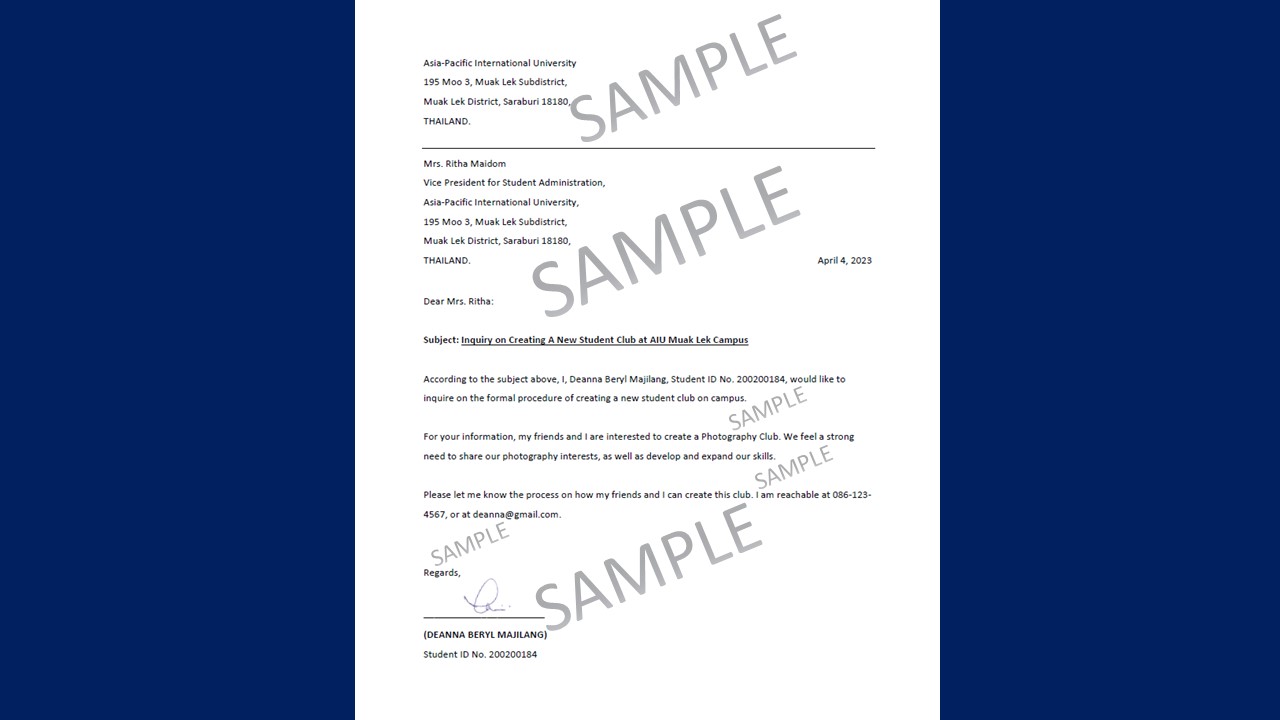 Asia-Pacific International University
195 Moo 3, Muak Lek Subdistrict,
Muak Lek District, Saraburi 18180,
THAILAND.
SAMPLE
Mrs. Ritha Maidom
Vice President for Student Administration,
Asia-Pacific International University,
195 Moo 3, Muak Lek Subdistrict,
Muak Lek District, Saraburi 18180,
THAILAND.
April 4, 2023
SAMPLE
Dear Mrs. Ritha:
Subject: Inquiry on Creating A New Student Club at AIU Muak Lek Campus
According to the subject above, I, Deanna Beryl Majilang, Student ID No. 200200184, would like to
inquire on the formal procedure of creating a new student club on campus.
SAMPLE
For your information, my friends and I are interested to create a Photography Club. We feel a strong
need to share our photography interests, as well as develop and expand our skills.
SAMPLE
Please let me know the process on how my friends and I can create this club. I am reachable at 086-123-
4567, or at deanna@gmail.com.
SAMPLE
SAMPLE
Regards,
(DEANNA BERYL MAJILANG)
Student ID No. 200200184